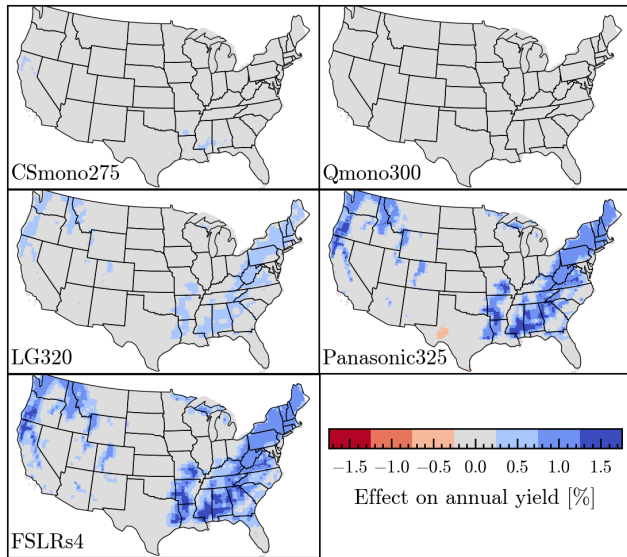 CSmono275
Qmono300
LG320
Panasonic325
FSLRs4
−1.5 −1.0 −0.5 0.0 0.5 1.0 1.5
Effect on annual yield [%]